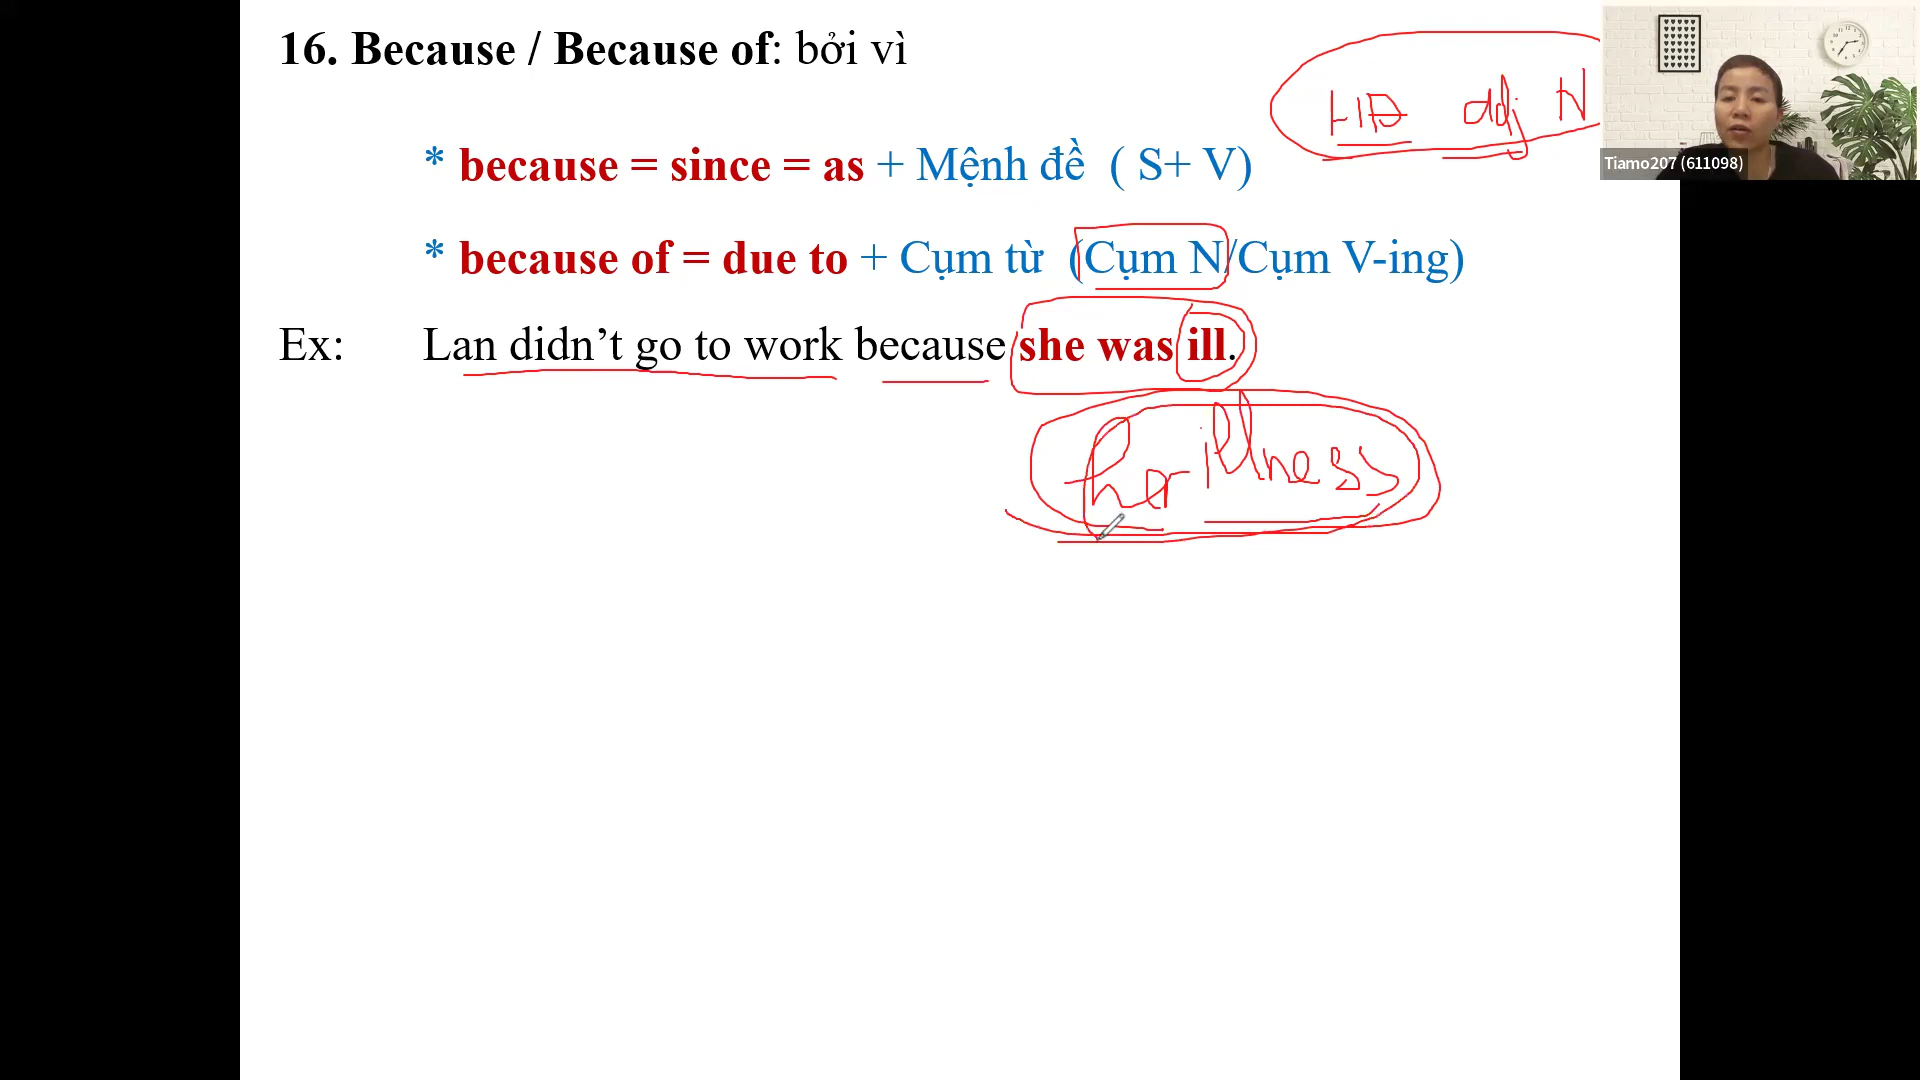 16. Because / Because of: bởi vì
HĐ adj N
Tiamo207 (611098)
* because = since = as + Mệnh đề ( S+ V)
* because of = due to + Cụm từ (Cụm N/Cụm V-ing)
Ex: Lan didn’t go to work because she was ill.
her illness